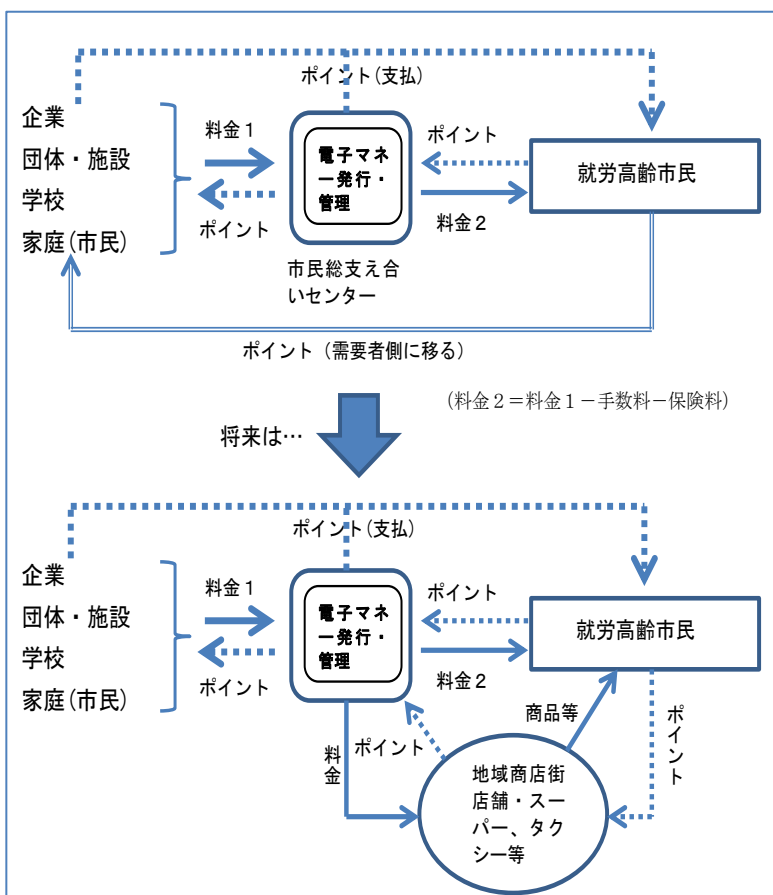 ポイント(支払)
企業
団体・施設
学校
家庭(市民)
料金1
ポイント
電子マネ
ー発行・
管理
市民総支え合
いセンター
ポイント
料金２
就労高齢市民
ポイント（需要者側に移る）
(料金２＝料金１－手数料－保険料)
将来は…
ポイント(支払)
企業
団体・施設
学校
家庭(市民)
料金1
ポイント
電子マネ
ー発行・
管理
ポイント
料金２
就労高齢市民
料金
ポイント
商品等
ポイント
地域商店街
店舗・スー
パー、タク
シー等